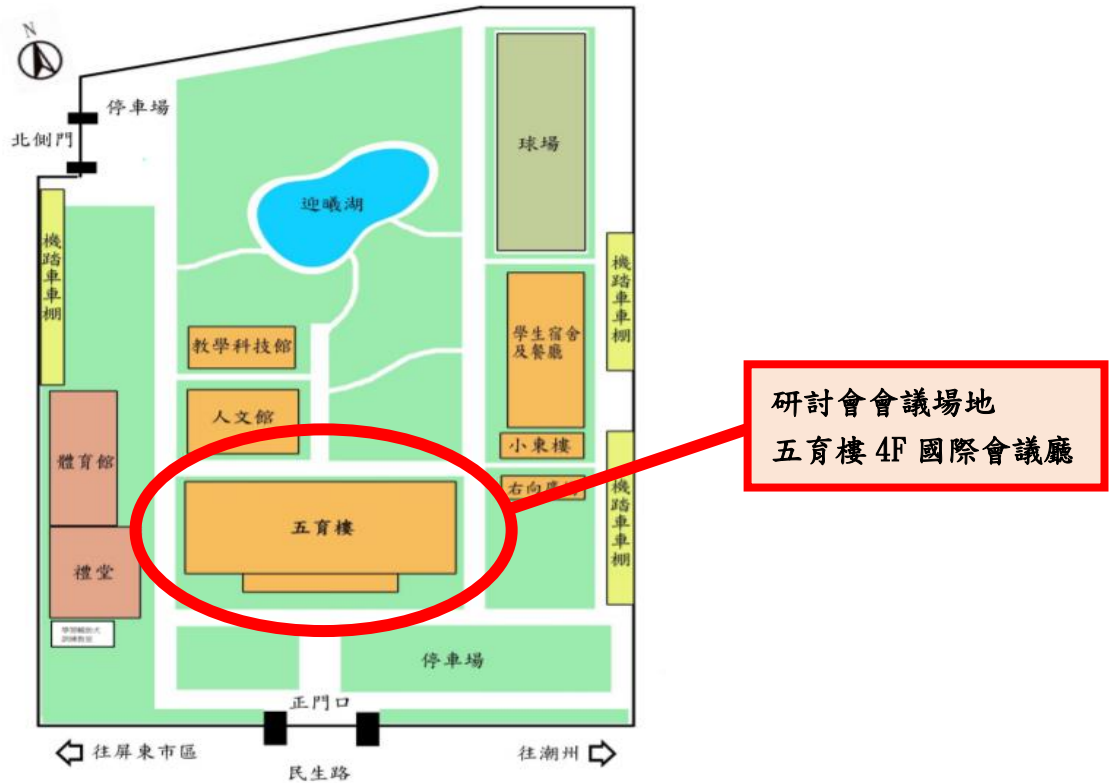 N
停車場
北側門
球場
迎曦湖
機踏車車棚
機踏車車棚
學生宿舍
及餐廳
教學科技館
人文館
小東樓
研討會會議場地
五育樓 4F 國際會議廳
體育館
右向
機踏車車棚
五育樓
禮堂
停車場
正門口
往屏東市區
往潮州
民生路